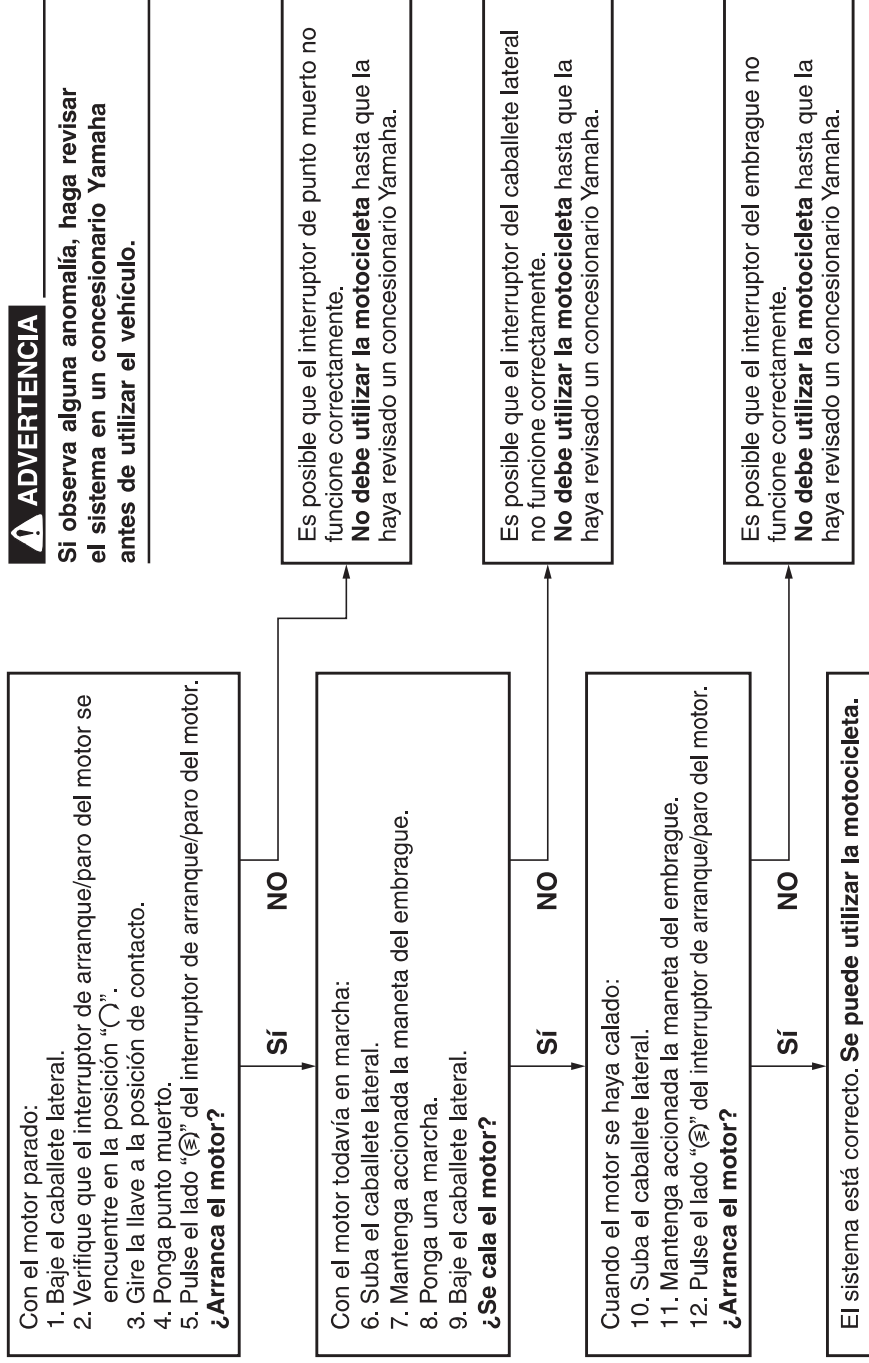 ADVERTENCIA
Si observa alguna anomalía, haga revisar
el sistema en un concesionario Yamaha
antes de utilizar el vehículo.
Con el motor parado:
1. Baje el caballete lateral.
2. Verifique que el interruptor de arranque/paro del motor se
encuentre en la posición “○”.
3. Gire la llave a la posición de contacto.
4. Ponga punto muerto.
5. Pulse el lado “ ” del interruptor de arranque/paro del motor.
¿Arranca el motor?
Sí
NO
Es posible que el interruptor de punto muerto no
funcione correctamente.
No debe utilizar la motocicleta hasta que la
haya revisado un concesionario Yamaha.
Con el motor todavía en marcha:
6. Suba el caballete lateral.
7. Mantenga accionada la maneta del embrague.
8. Ponga una marcha.
9. Baje el caballete lateral.
¿Se cala el motor?
Sí
NO
Es posible que el interruptor del caballete lateral
no funcione correctamente.
No debe utilizar la motocicleta hasta que la
haya revisado un concesionario Yamaha.
Cuando el motor se haya calado:
10. Suba el caballete lateral.
11. Mantenga accionada la maneta del embrague.
12. Pulse el lado “ ” del interruptor de arranque/paro del motor.
¿Arranca el motor?
Sí
NO
Es posible que el interruptor del embrague no
funcione correctamente.
No debe utilizar la motocicleta hasta que la
haya revisado un concesionario Yamaha.
El sistema está correcto. Se puede utilizar la motocicleta.